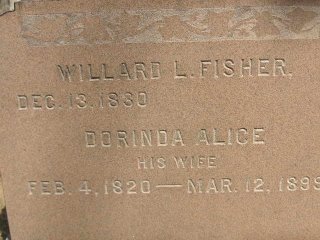 WILLARD L. FISHER.
DEC. 13, 1880
DORINDA ALICE
HIS WIFE
FEB. 4, 1820 — MAR. 12, 1899